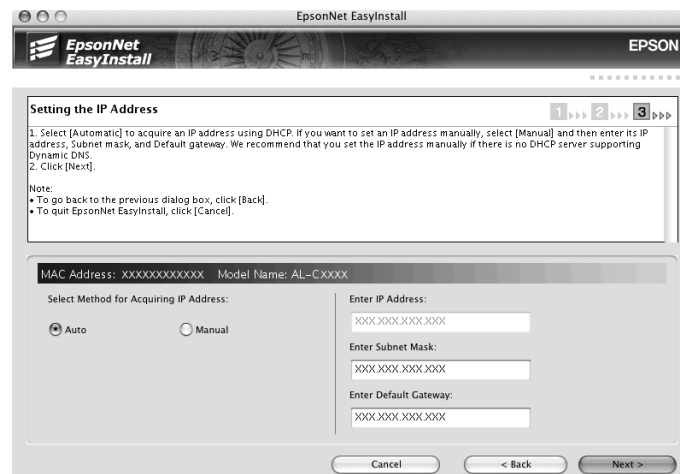 EpsonNet EasyInstall
EpsonNet
EasyInstall
EPSON
Setting the IP Address
1 2 3
1. Select [Automatic] to acquire an IP address using DHCP. If you want to set an IP address manually, select [Manual] and then enter its IP
address, Subnet mask, and Default gateway. We recommend that you set the IP address manually if there is no DHCP server supporting
Dynamic DNS.
2. Click [Next].
Note:
• To go back to the previous dialog box, click [Back].
• To quit EpsonNet EasyInstall, click [Cancel].
MAC Address: XXXXXXXXXXXX Model Name: AL-CXXXX
Select Method for Acquiring IP Address:
Auto
Manual
Enter IP Address:
XXX.XXX.XXX.XXX
Enter Subnet Mask:
XXX.XXX.XXX.XXX
Enter Default Gateway:
XXX.XXX.XXX.XXX
Cancel
< Back
Next >